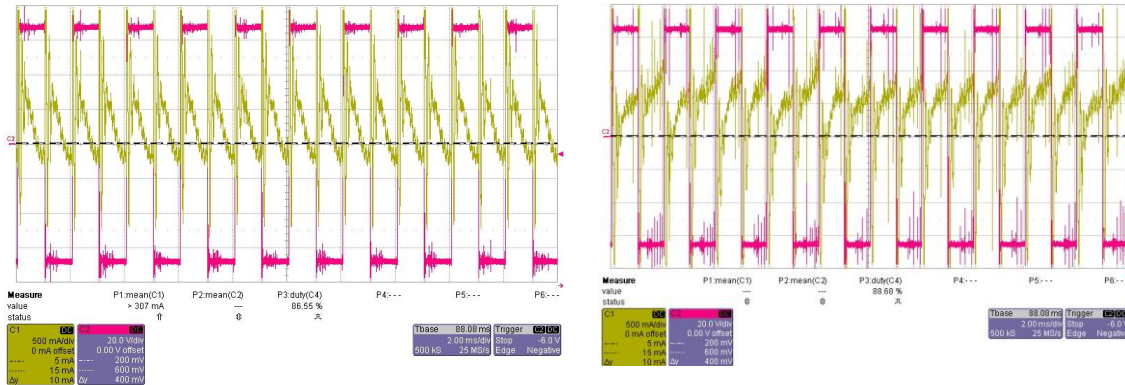 C2
Measure P1:mean(C1) P2:mean(C2) P3:duty(C4) P4:--- P5:--- P6:---
value > 307 mA --- 86.55 %
status
C1 DC C2 DC
500 mA/div 20.0 V/div
0 mA offset 0.00 V offset
5 mA 200 mV
15 mA 600 mV
Δy 10 mA Δy 400 mV
Tbase 88.08 ms Trigger C2 DC
2.00 ms/div Stop -6.0 V
500 kS 25 MS/s Edge Negative
C2
Measure P1:mean(C1) P2:mean(C2) P3:duty(C4) P4:--- P5:--- P6:---
value --- --- 88.68 %
status
C1 DC C2 DC
500 mA/div 20.0 V/div
0 mA offset 0.00 V offset
5 mA 200 mV
15 mA 600 mV
Δy 10 mA Δy 400 mV
Tbase 88.08 ms Trigger C2 DC
2.00 ms/div Stop -6.0 V
500 kS 25 MS/s Edge Negative